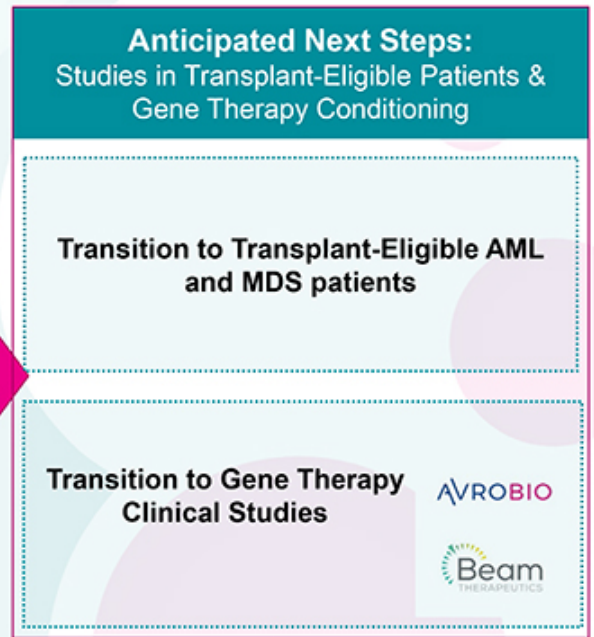 Anticipated Next Steps:
Studies in Transplant-Eligible Patients &
Gene Therapy Conditioning
Transition to Transplant-Eligible AML
and MDS patients
Transition to Gene Therapy
Clinical Studies
AVROBIO
Beam
THERAPEUTICS